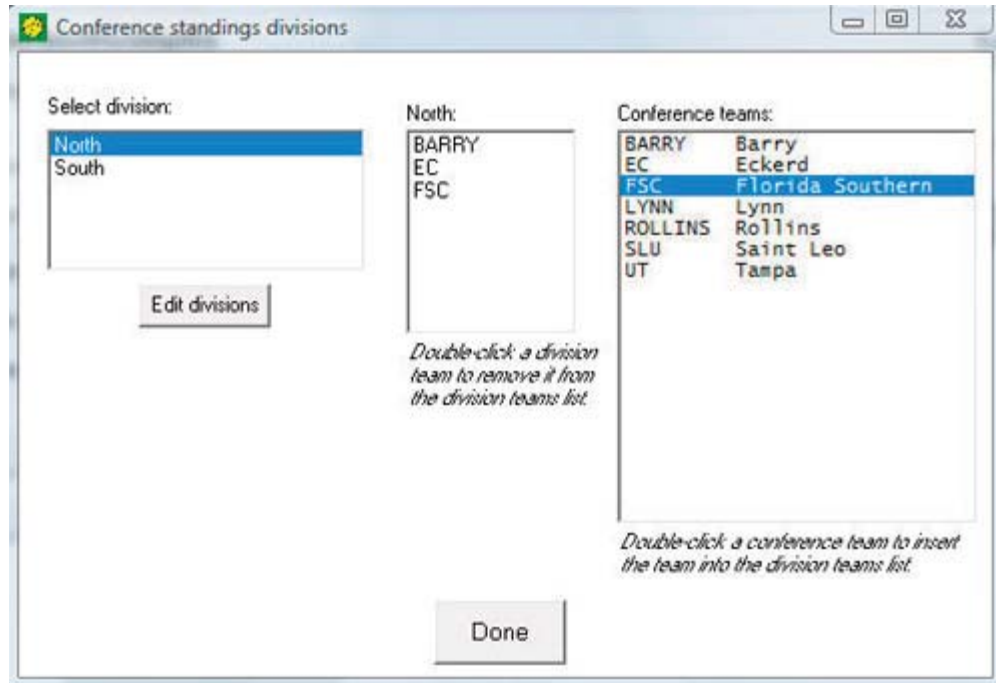 Conference standings divisions
Select division:
North
South
Edit divisions
North:
BARRY
EC
FSC
Double-click a division
team to remove it from
the division teams list.
Conference teams:
BARRY Barry
EC Eckerd
FSC Florida Southern
LYNN Lynn
ROLLINS Rollins
SLU Saint Leo
UT Tampa
Double-click a conference team to insert
the team into the division teams list.
Done